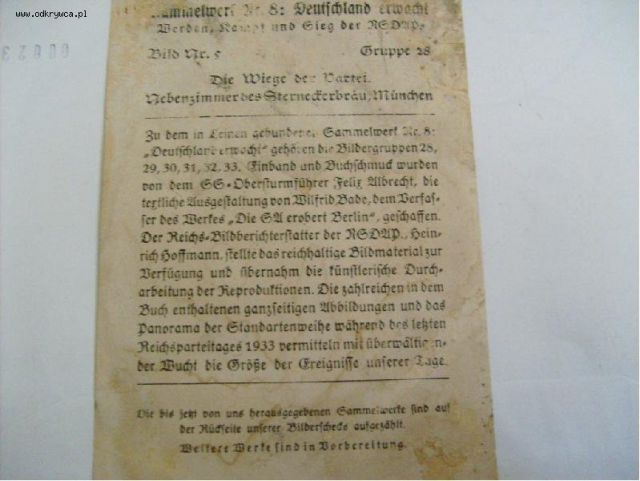 www.odkrywca.pl
Sammelwerk Nr. 8: Deutschland erwacht
Werden, Kampf und Sieg der NSDAP.
Bild Nr. 5 Gruppe 28
Die Wiege der Partei.
Nebenzimmer des Sterneckerbräu, München
Zu dem in Leinen gebundenen Sammelwerk Nr. 8:
„Deutschland erwacht" gehören die Bildergruppen 28,
29, 30, 31, 32, 33. Einband und Buchschmuck wurden
von dem SS-Obersturmführer Felix Albrecht, die
textliche Ausgestaltung von Wilfrid Bade, dem Verfas-
ser des Werkes „Die SA erobert Berlin", geschaffen.
Der Reichs-Bildberichterstatter der NSDAP., Hein-
rich Hoffmann, stellte das reichhaltige Bildmaterial zur
Verfügung und übernahm die künstlerische Durch-
arbeitung der Reproduktionen. Die zahlreichen in dem
Buch enthaltenen ganzseitigen Abbildungen und das
Panorama der Standartenweihe während des letzten
Reichsparteitages 1933 vermitteln mit überwältigen-
der Wucht die Größe der Ereignisse unserer Tage.
Die bis jetzt von uns herausgegebenen Sammelwerke sind auf
der Rückseite unserer Bilderschecks aufgezählt.
Weitere Werke sind in Vorbereitung.